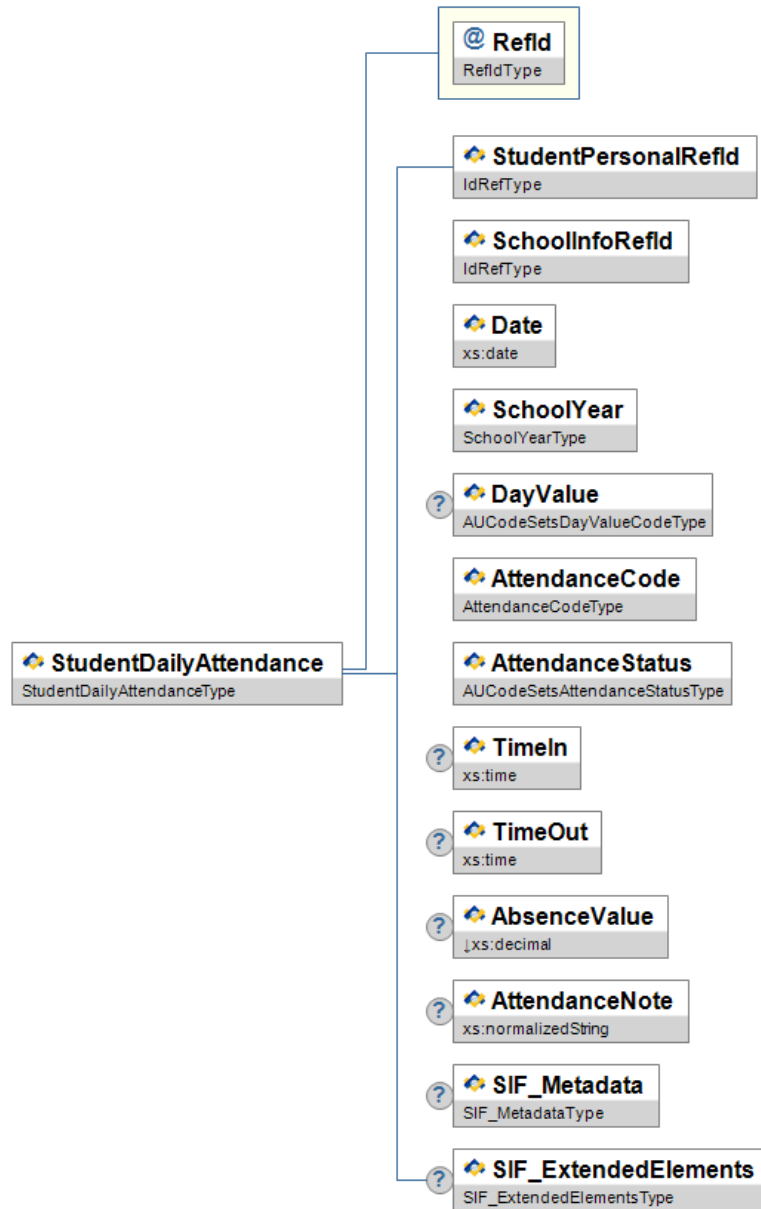 @ RefId
RefIdType
StudentPersonalRefId
IdRefType
SchoolInfoRefId
IdRefType
Date
xs:date
SchoolYear
SchoolYearType
? DayValue
AUCodeSetsDayValueCodeType
AttendanceCode
AttendanceCodeType
StudentDailyAttendance
StudentDailyAttendanceType
AttendanceStatus
AUCodeSetsAttendanceStatusType
? TimeIn
xs:time
? TimeOut
xs:time
? AbsenceValue
↓xs:decimal
? AttendanceNote
xs:normalizedString
? SIF_Metadata
SIF_MetadataType
? SIF_ExtendedElements
SIF_ExtendedElementsType